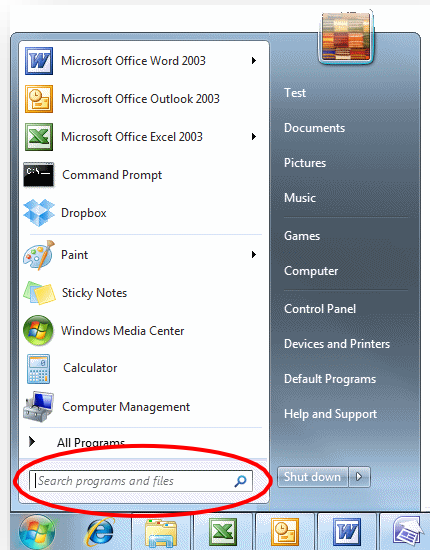 Microsoft Office Word 2003
Microsoft Office Outlook 2003
Microsoft Office Excel 2003
C:\_
Command Prompt
Dropbox
Paint
Sticky Notes
Windows Media Center
Calculator
Computer Management
All Programs
Search programs and files
Test
Documents
Pictures
Music
Games
Computer
Control Panel
Devices and Printers
Default Programs
Help and Support
Shut down